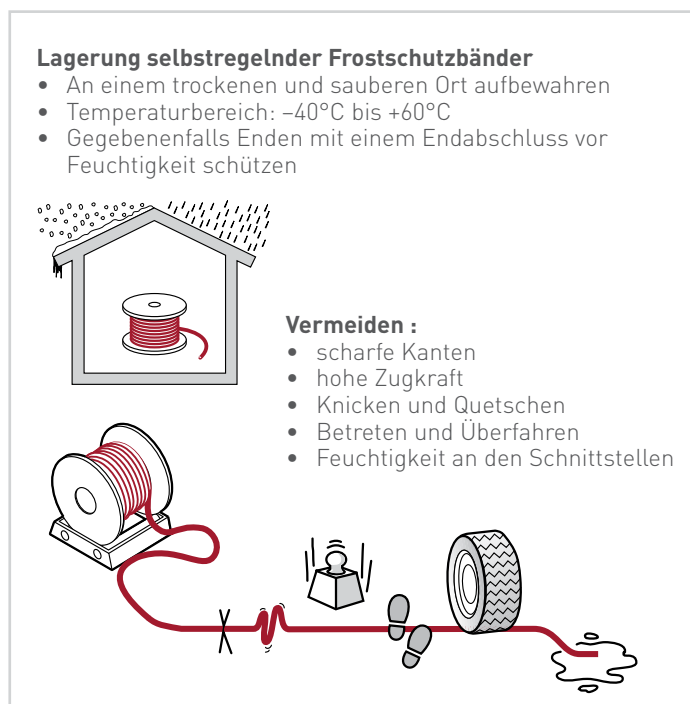 Lagerung selbstregelnder Frostschutzbänder
• An einem trockenen und sauberen Ort aufbewahren
• Temperaturbereich: –40°C bis +60°C
• Gegebenenfalls Enden mit einem Endabschluss vor
Feuchtigkeit schützen
Vermeiden :
• scharfe Kanten
• hohe Zugkraft
• Knicken und Quetschen
• Betreten und Überfahren
• Feuchtigkeit an den Schnittstellen